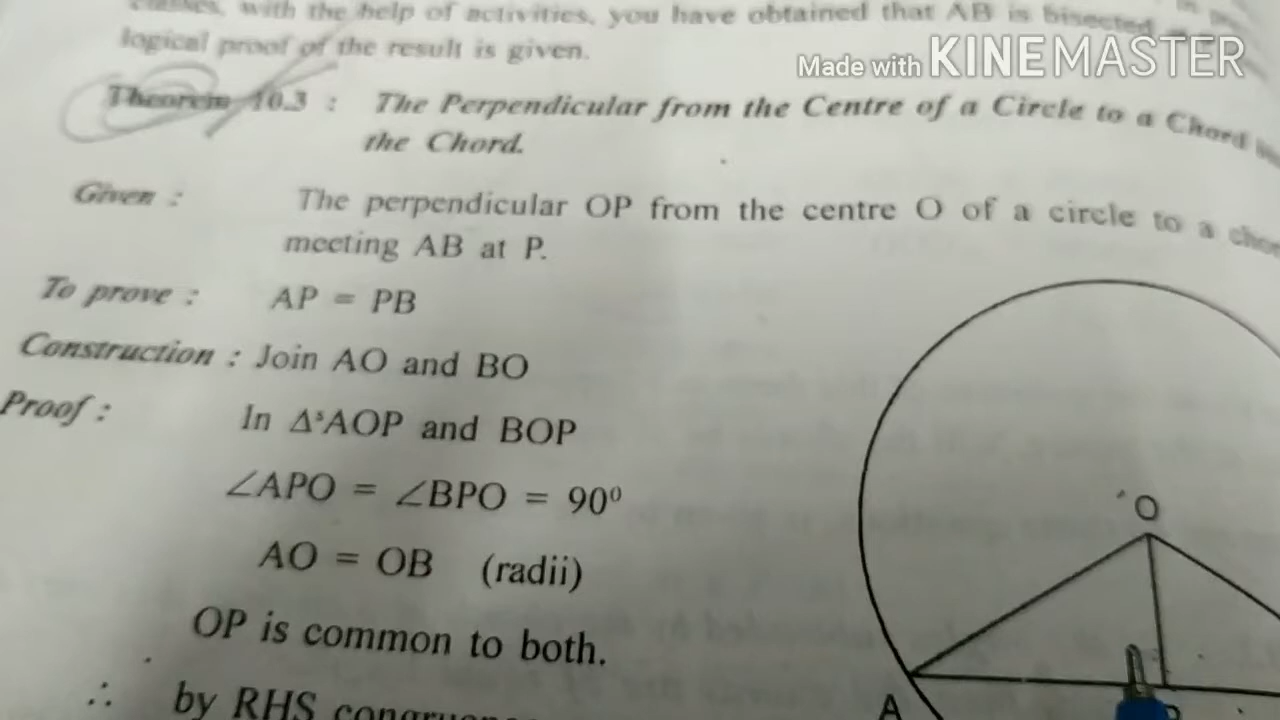 classes, with the help of activities, you have obtained that AB is bisected
logical proof of the result is given.
Made with KINEMASTER
Theorem 10.3 : The Perpendicular from the Centre of a Circle to a Chord
the Chord.
Given : The perpendicular OP from the centre O of a circle to a
meeting AB at P.
To prove : AP = PB
Construction : Join AO and BO
Proof : In ΔˢAOP and BOP
∠APO = ∠BPO = 90⁰
AO = OB (radii)
OP is common to both.
∴ by RHS
O
A